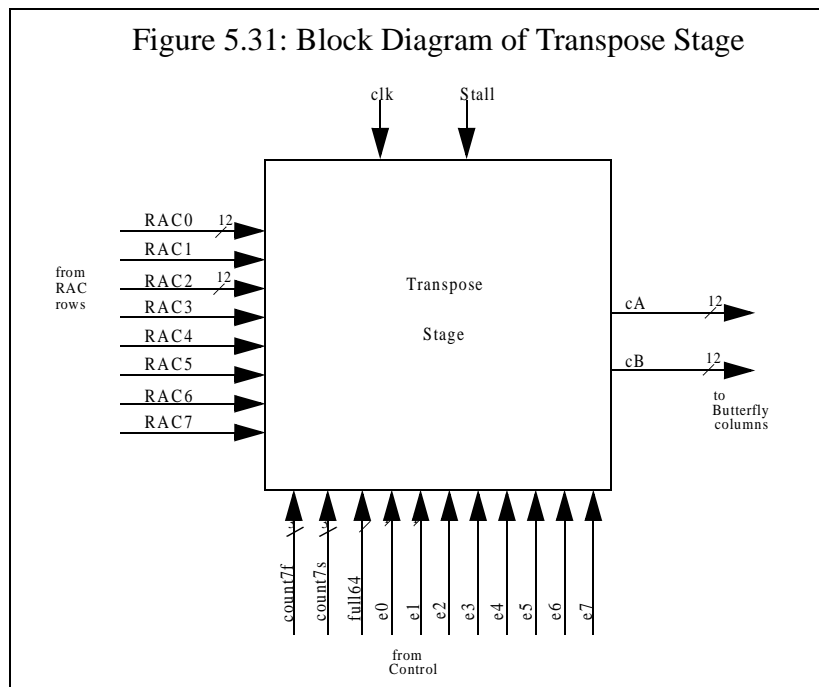 Figure 5.31: Block Diagram of Transpose Stage
clk
Stall
RAC0
12
RAC1
RAC2
12
RAC3
RAC4
RAC5
RAC6
RAC7
from
RAC
rows
Transpose
Stage
cA
12
cB
12
to
Butterfly
columns
3
3
count7f
count7s
full64
e0
e1
e2
e3
e4
e5
e6
e7
from
Control